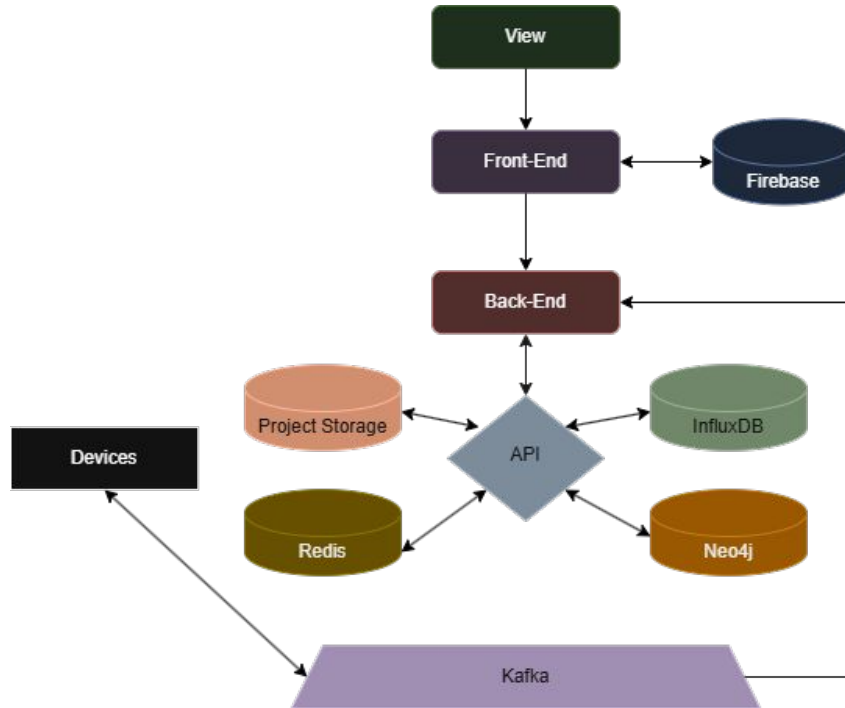 View
Front-End
Firebase
Back-End
Project Storage
InfluxDB
API
Devices
Redis
Neo4j
Kafka